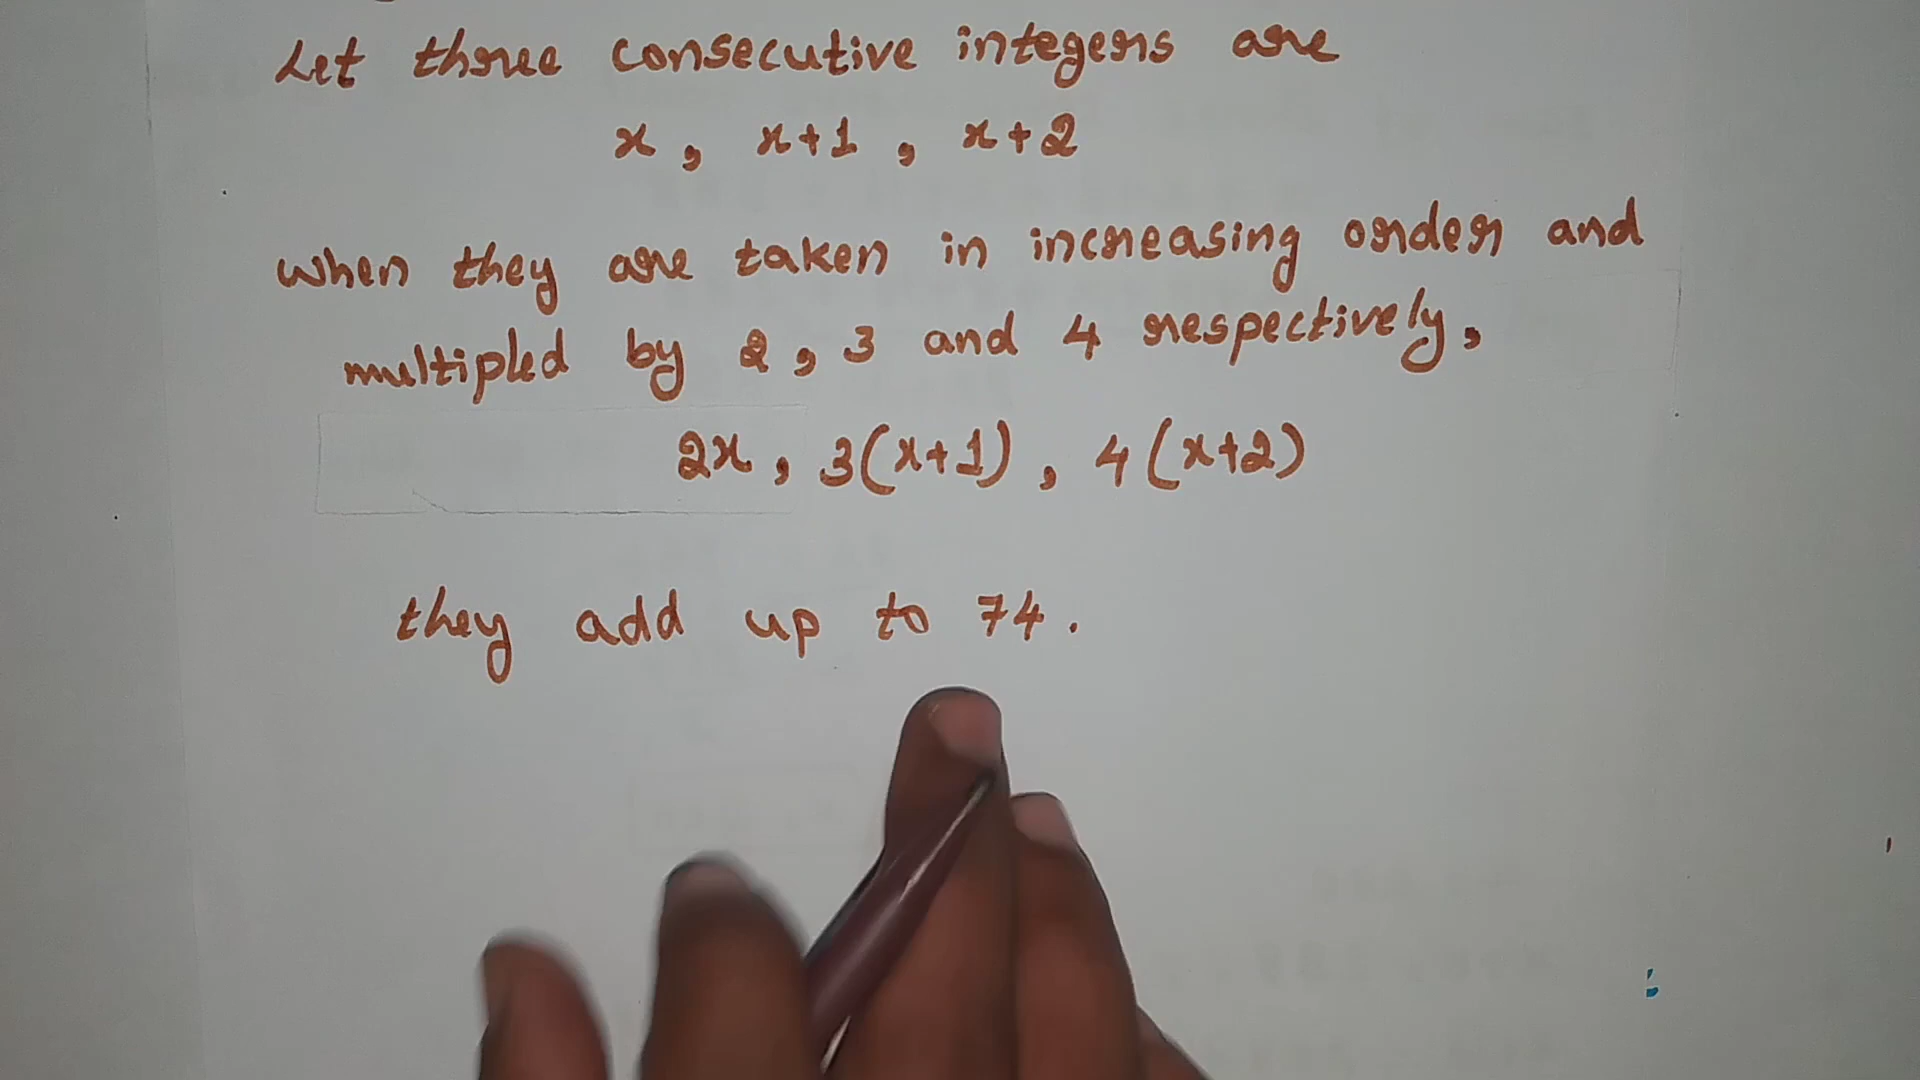 Let three consecutive integers are
x, x+1, x+2
when they are taken in increasing order and
multipled by 2, 3 and 4 respectively,
2x, 3(x+1), 4(x+2)
they add up to 74.